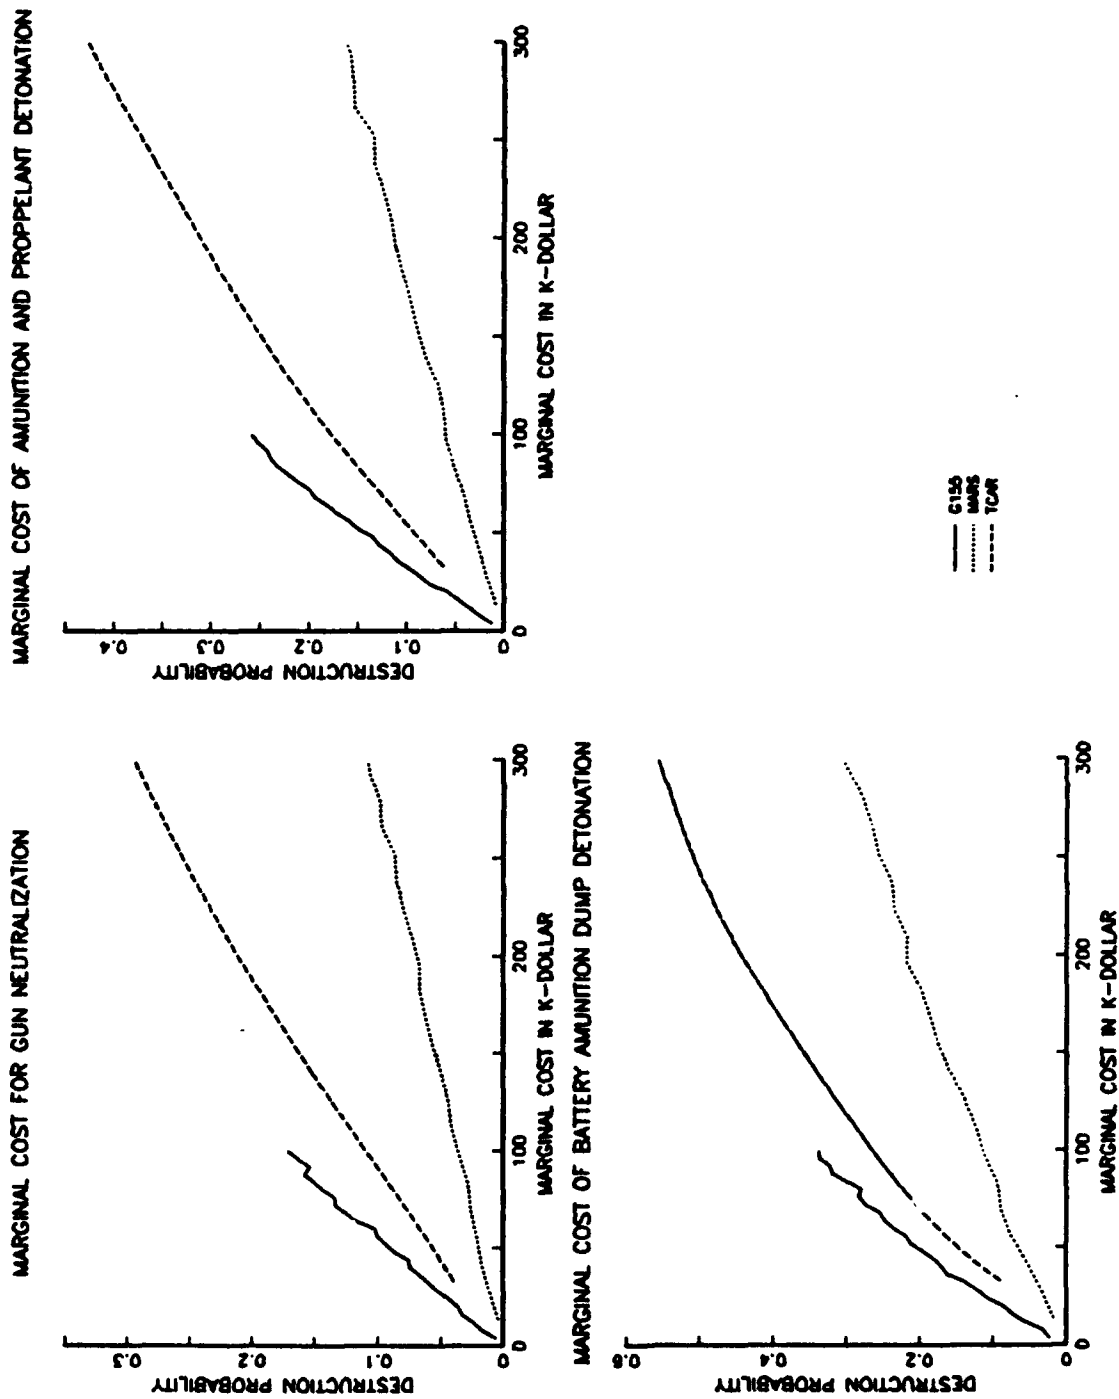 MARGINAL COST FOR GUN NEUTRALIZATION
DESTRUCTION PROBABILITY
0.3
0.2
0.1
0
0
100
200
300
MARGINAL COST IN K-DOLLAR
MARGINAL COST OF AMUNITION AND PROPPELANT DETONATION
DESTRUCTION PROBABILITY
0.4
0.3
0.2
0.1
0
0
100
200
300
MARGINAL COST IN K-DOLLAR
MARGINAL COST OF BATTERY AMUNITION DUMP DETONATION
DESTRUCTION PROBABILITY
0.6
0.4
0.2
0
0
100
200
300
MARGINAL COST IN K-DOLLAR
G155
MARS
TCAR